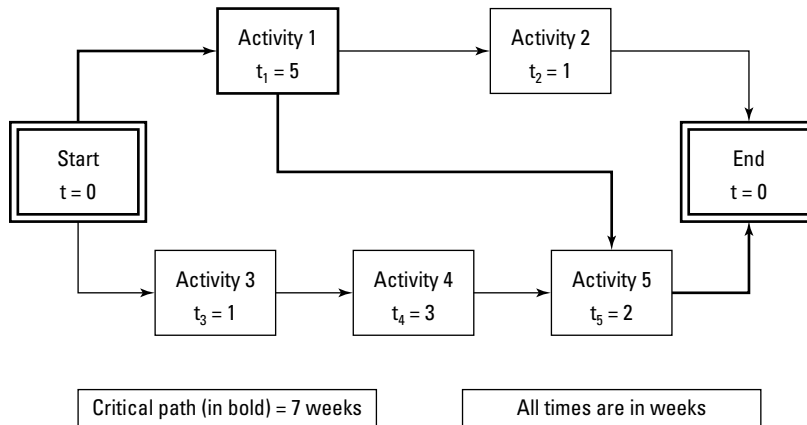 Activity 1
t₁ = 5
Activity 2
t₂ = 1
Start
t = 0
End
t = 0
Activity 3
t₃ = 1
Activity 4
t₄ = 3
Activity 5
t₅ = 2
Critical path (in bold) = 7 weeks
All times are in weeks